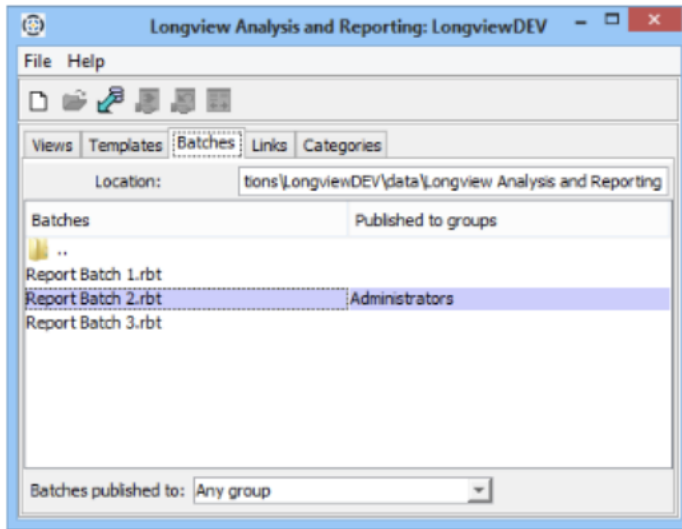 Longview Analysis and Reporting: LongviewDEV
File Help
Views Templates Batches Links Categories
Location: tions\LongviewDEV\data\Longview Analysis and Reporting
Batches Published to groups
..
Report Batch 1.rbt
Report Batch 2.rbt Administrators
Report Batch 3.rbt
Batches published to: Any group